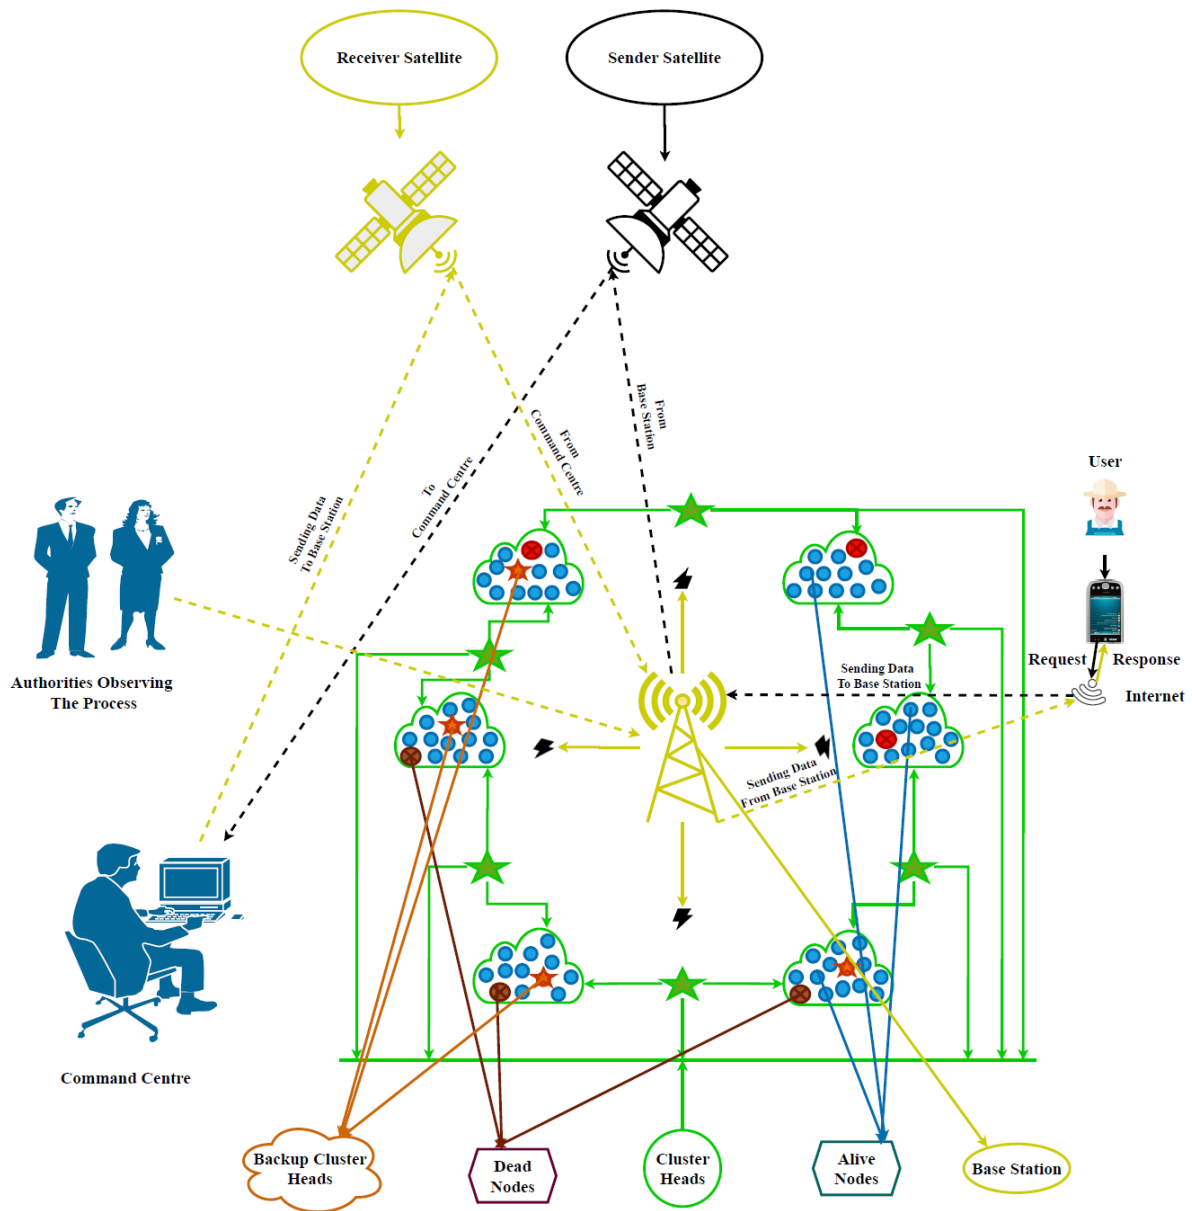 Receiver Satellite
Sender Satellite
From
Base Station
From
Command Centre
To
Command Centre
Sending Data
To Base Station
User
Authorities Observing
The Process
Request
Response
Internet
Sending Data
To Base Station
Sending Data
From Base Station
Command Centre
Backup Cluster
Heads
Dead
Nodes
Cluster
Heads
Alive
Nodes
Base Station